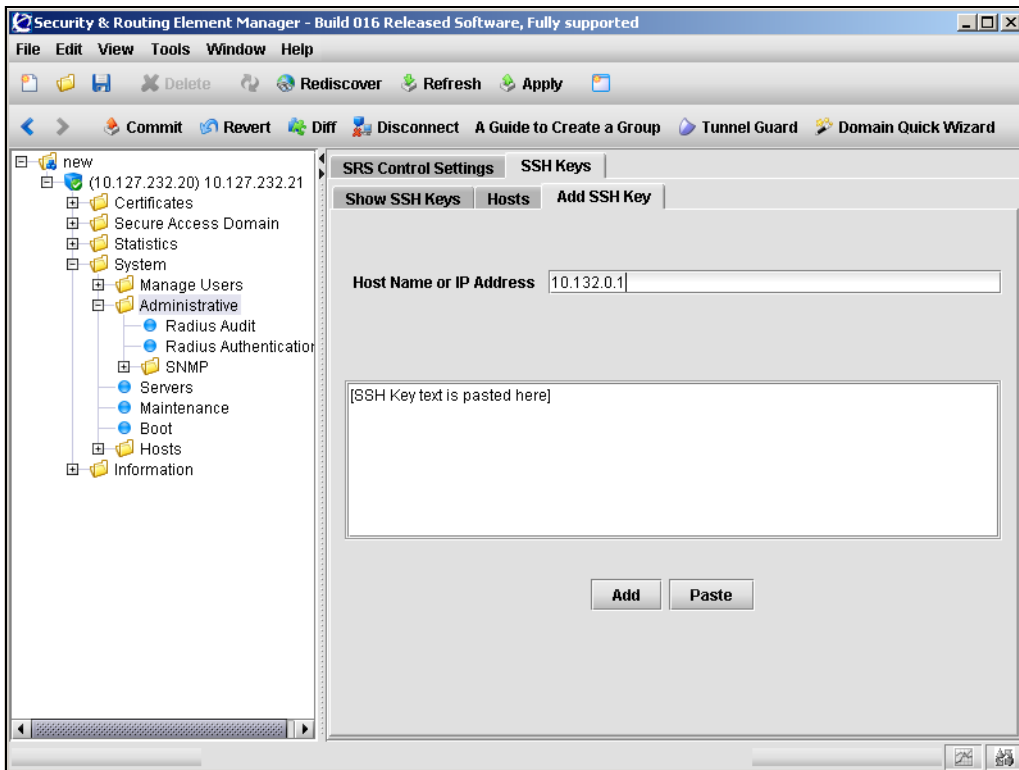 Security & Routing Element Manager - Build 016 Released Software, Fully supported
File Edit View Tools Window Help
Delete Rediscover Refresh Apply
Commit Revert Diff Disconnect A Guide to Create a Group Tunnel Guard Domain Quick Wizard
new
(10.127.232.20) 10.127.232.21
Certificates
Secure Access Domain
Statistics
System
Manage Users
Administrative
Radius Audit
Radius Authentication
SNMP
Servers
Maintenance
Boot
Hosts
Information
SRS Control Settings SSH Keys
Show SSH Keys Hosts Add SSH Key
Host Name or IP Address 10.132.0.1
[SSH Key text is pasted here]
Add Paste